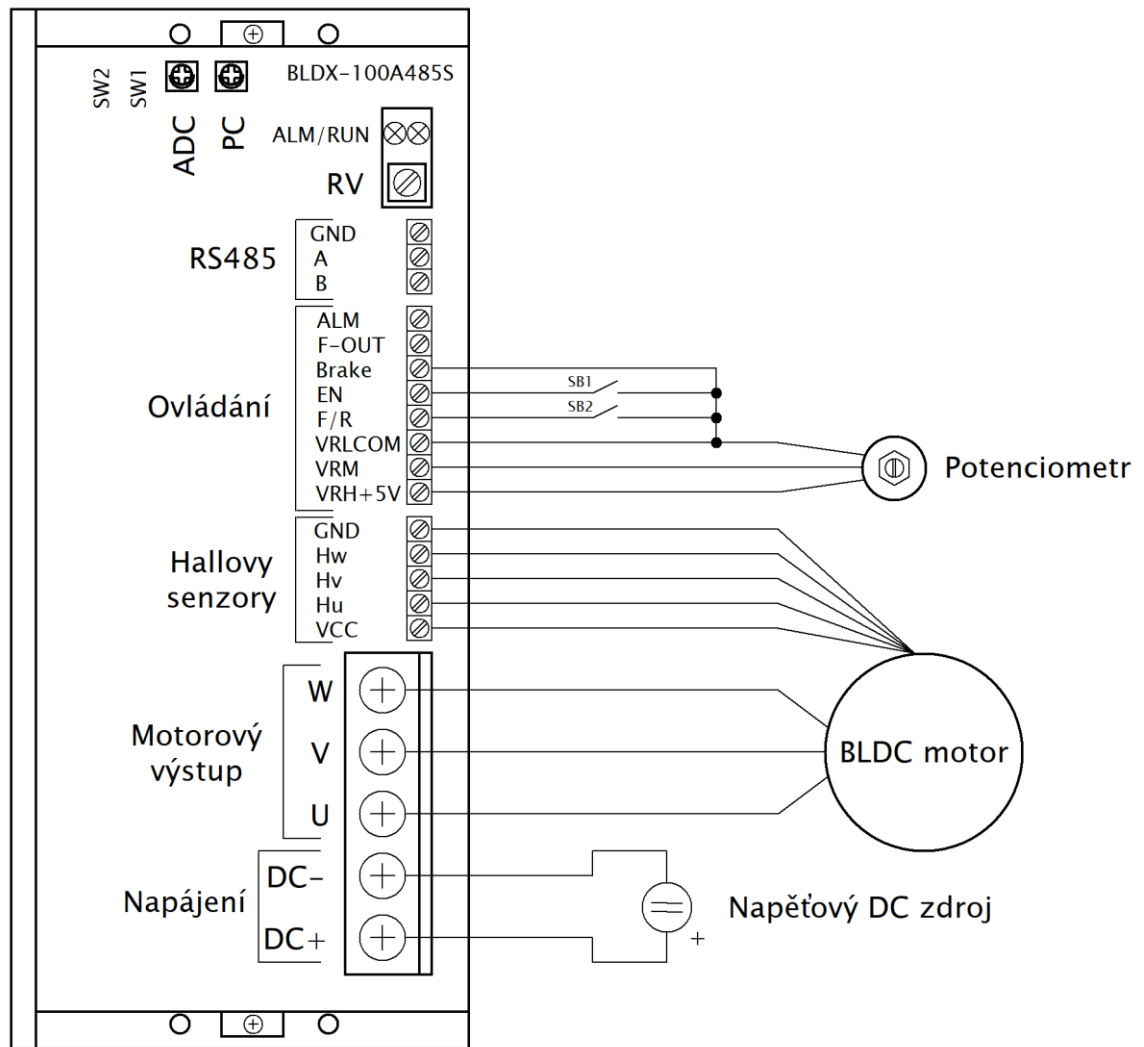 BLDX-100A485S
SW2
SW1
ADC
PC
ALM/RUN
RV
RS485
GND
A
B
Ovládání
ALM
F-OUT
Brake
EN
F/R
VRLCOM
VRM
VRH+5V
SB1
SB2
Potenciometr
Hallovy
senzory
GND
Hw
Hv
Hu
VCC
Motorový
výstup
W
V
U
BLDC motor
Napájení
DC-
DC+
Napěťový DC zdroj
+